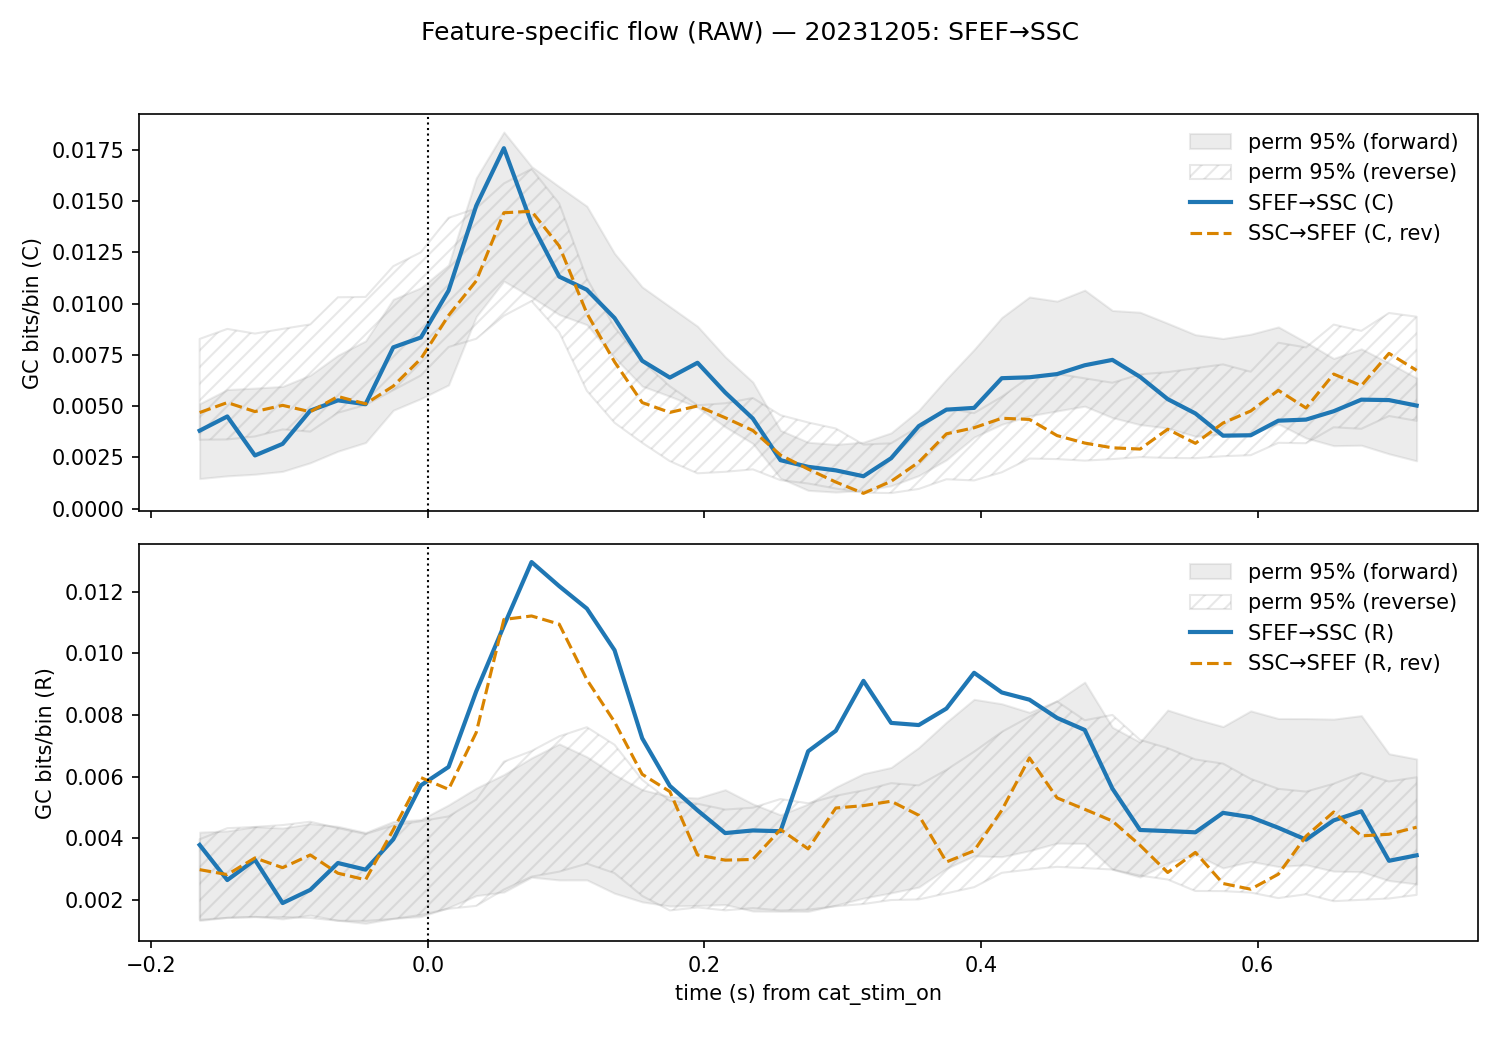 Feature-specific flow (RAW) — 20231205: SFEF→SSC
GC bits/bin (C)
0.0175
0.0150
0.0125
0.0100
0.0075
0.0050
0.0025
0.0000
perm 95% (forward)
perm 95% (reverse)
SFEF→SSC (C)
SSC→SFEF (C, rev)
GC bits/bin (R)
0.012
0.010
0.008
0.006
0.004
0.002
perm 95% (forward)
perm 95% (reverse)
SFEF→SSC (R)
SSC→SFEF (R, rev)
−0.2
0.0
0.2
0.4
0.6
time (s) from cat_stim_on